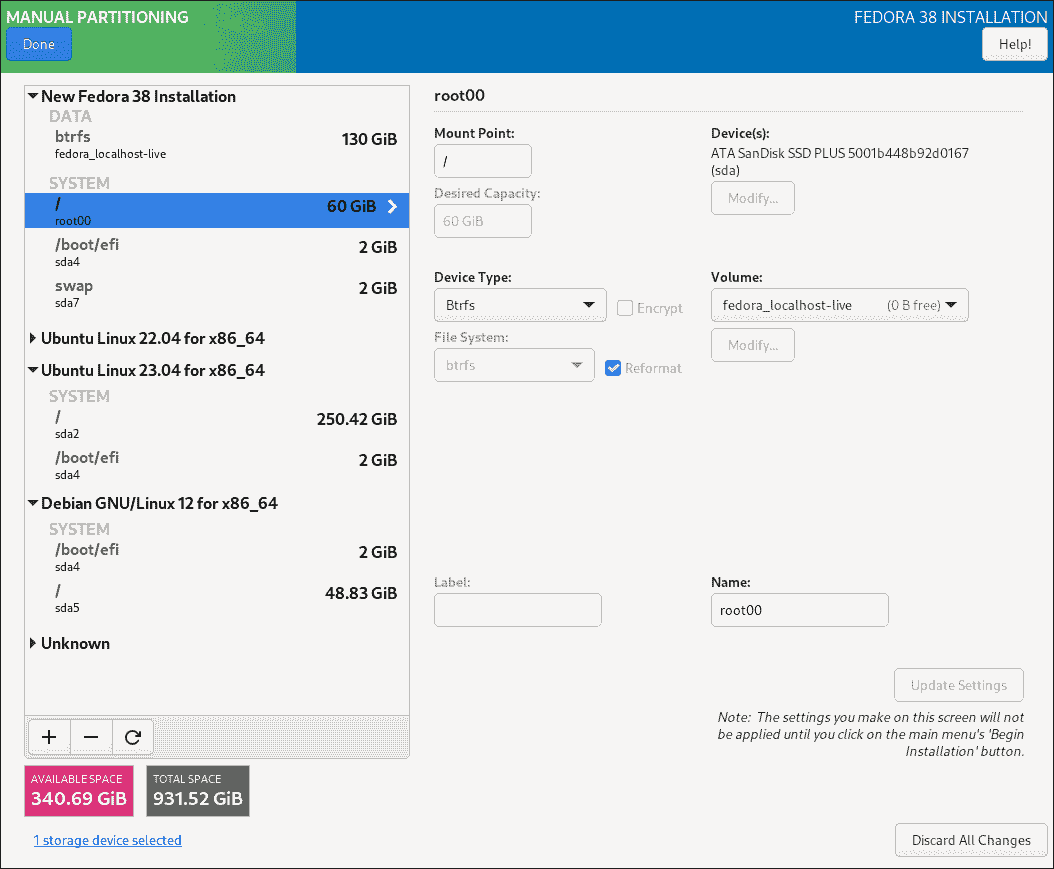 MANUAL PARTITIONING
FEDORA 38 INSTALLATION
Done
Help!
New Fedora 38 Installation
DATA
btrfs
130 GiB
fedora_localhost-live
SYSTEM
/
60 GiB
root00
/boot/efi
2 GiB
sda4
swap
2 GiB
sda7
Ubuntu Linux 22.04 for x86_64
Ubuntu Linux 23.04 for x86_64
SYSTEM
/
250.42 GiB
sda2
/boot/efi
2 GiB
sda4
Debian GNU/Linux 12 for x86_64
SYSTEM
/boot/efi
2 GiB
sda4
/
48.83 GiB
sda5
Unknown
AVAILABLE SPACE
340.69 GiB
TOTAL SPACE
931.52 GiB
1 storage device selected
root00
Mount Point:
/
Desired Capacity:
60 GiB
Device(s):
ATA SanDisk SSD PLUS 5001b448b92d0167
(sda)
Modify...
Device Type:
Btrfs
Encrypt
File System:
btrfs
Reformat
Volume:
fedora_localhost-live (0 B free)
Modify...
Label:
Name:
root00
Update Settings
Note: The settings you make on this screen will not
be applied until you click on the main menu's 'Begin
Installation' button.
Discard All Changes